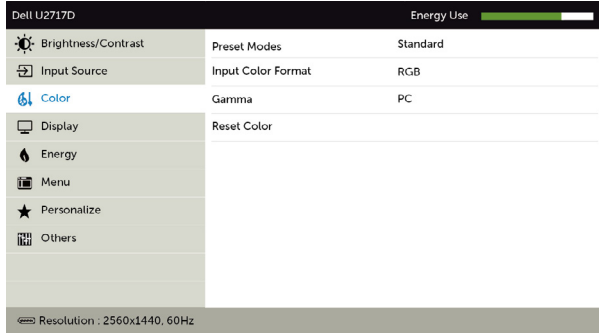 Dell U2717D Energy Use
Brightness/Contrast
Preset Modes Standard
Input Source
Input Color Format RGB
Color
Gamma PC
Display
Reset Color
Energy
Menu
Personalize
Others
Resolution : 2560x1440, 60Hz